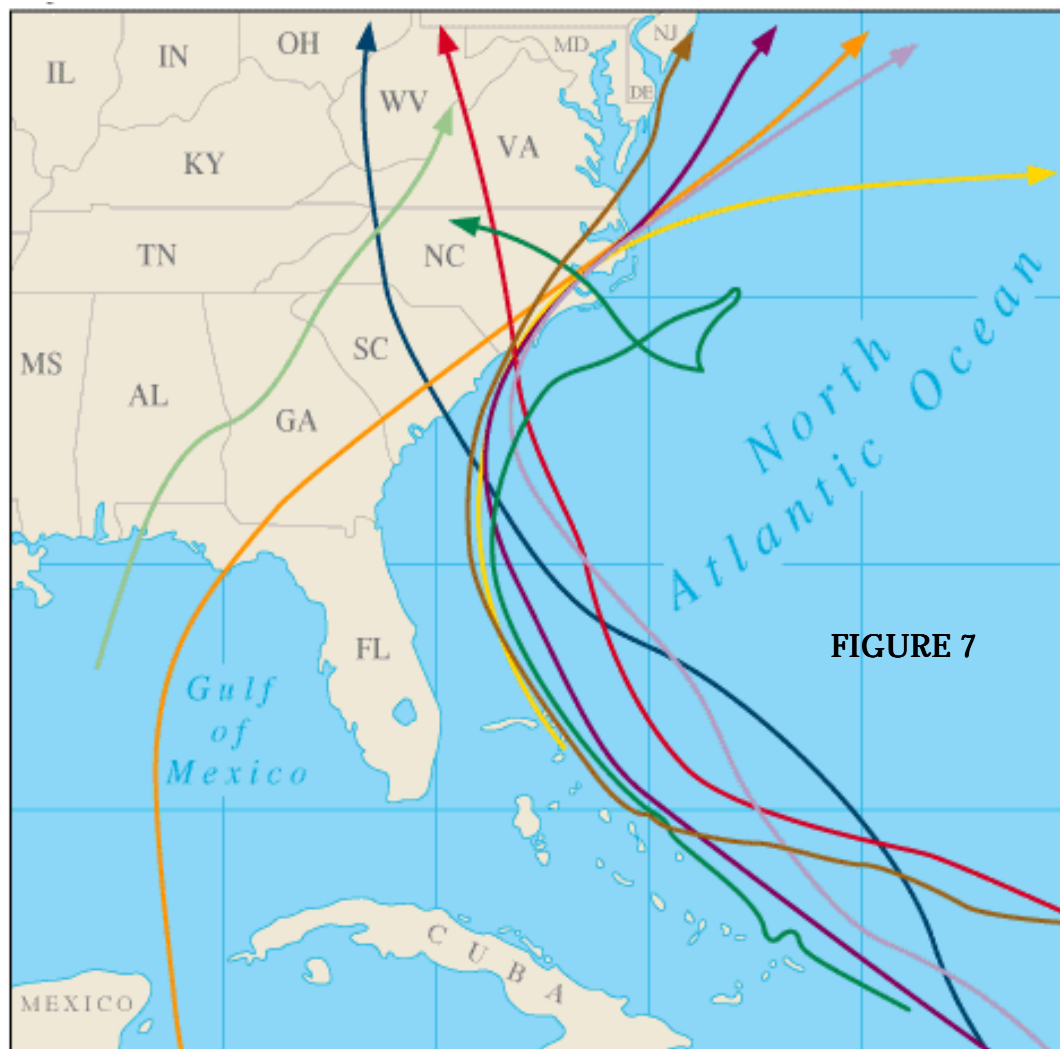 OH
NJ
MD
IN
IL
DE
WV
VA
KY
TN
NC
SC
MS
AL
GA
North
Atlantic Ocean
FL
FIGURE 7
Gulf
of
Mexico
CUBA
MEXICO